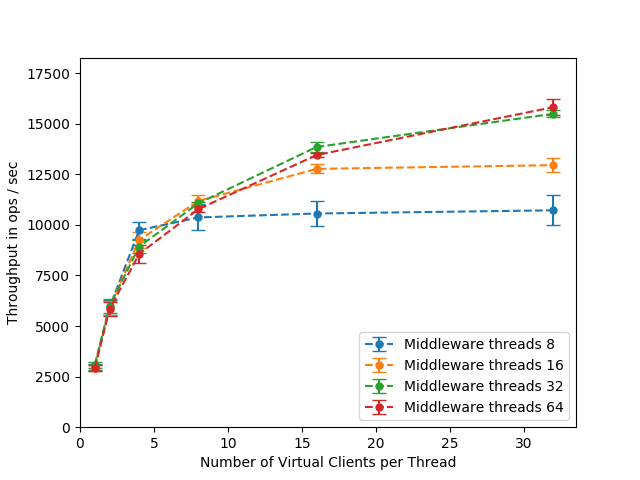 17500
15000
12500
10000
7500
5000
2500
0
Throughput in ops / sec
0 5 10 15 20 25 30
Number of Virtual Clients per Thread
Middleware threads 8
Middleware threads 16
Middleware threads 32
Middleware threads 64